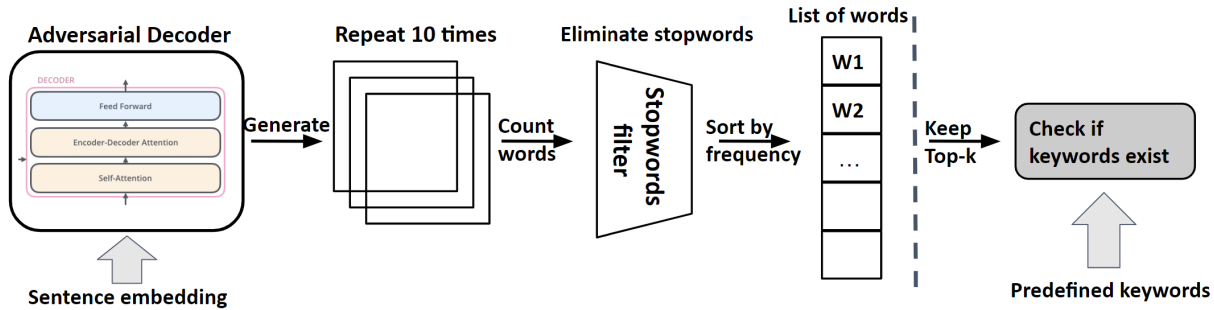 Adversarial Decoder
DECODER
Feed Forward
Encoder-Decoder Attention
Self-Attention
Sentence embedding
Generate
Repeat 10 times
Count
words
Eliminate stopwords
Stopwords
filter
Sort by
frequency
List of words
W1
W2
...
Keep
Top-k
Check if
keywords exist
Predefined keywords